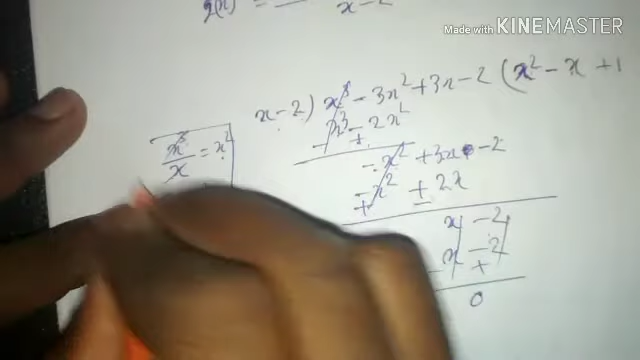 Made with KINEMASTER
g(x) = x - 2
x - 2 ) x³ - 3x² + 3x - 2 ( x² - x + 1
x³ - 2x²
- +
x³/x = x²
- x² + 3x - 2
- x² + 2x
+ -
x - 2
x - 2
- +
0